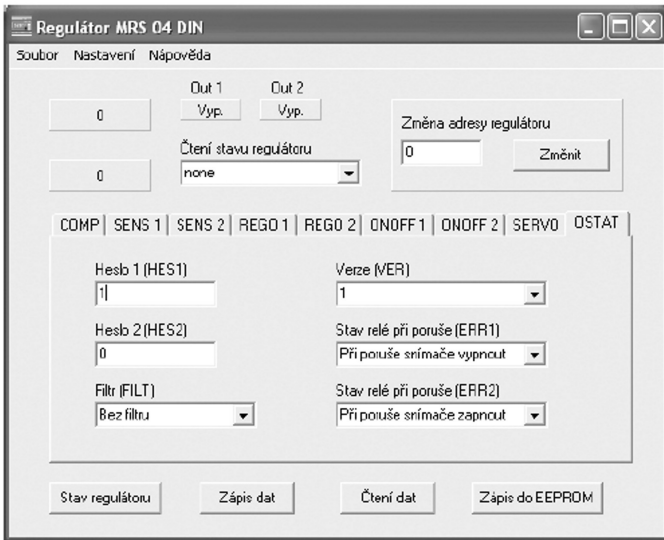 Regulátor MRS 04 DIN
Soubor Nastavení Nápověda
Out 1 Out 2
0 Vyp. Vyp.
Změna adresy regulátoru
Čtení stavu regulátoru
0 Změnit
0 none
COMP SENS 1 SENS 2 REGO 1 REGO 2 ONOFF 1 ONOFF 2 SERVO OSTAT
Heslo 1 (HES1) Verze (VER)
1 1
Heslo 2 (HES2) Stav relé při poruše (ERR1)
0 Při poruše snímače vypnout
Filtr (FILT) Stav relé při poruše (ERR2)
Bez filtru Při poruše snímače zapnout
Stav regulátoru Zápis dat Čtení dat Zápis do EEPROM